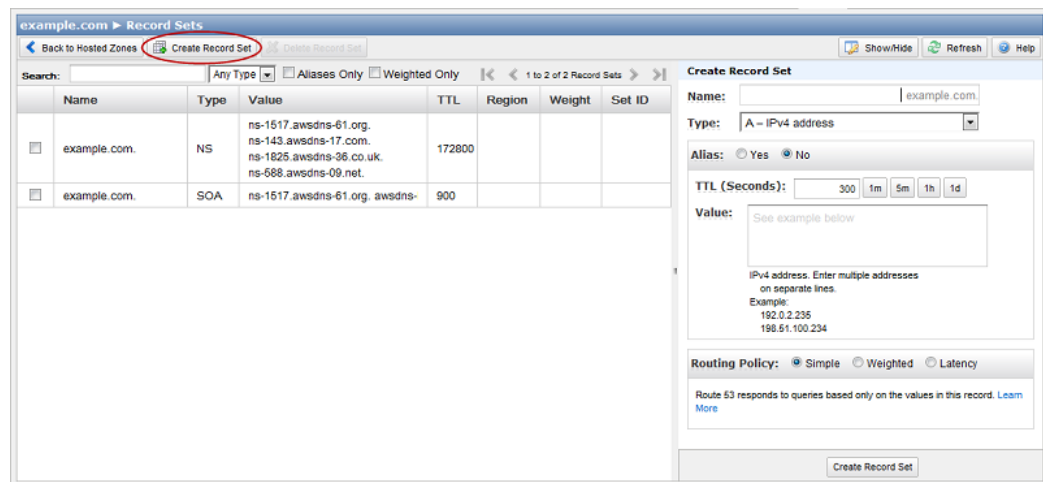 example.com ▶ Record Sets
Back to Hosted Zones Create Record Set Delete Record Set Show/Hide Refresh Help
Search: Any Type Aliases Only Weighted Only 1 to 2 of 2 Record Sets
Name Type Value TTL Region Weight Set ID
example.com. NS ns-1517.awsdns-61.org. 172800
ns-143.awsdns-17.com.
ns-1825.awsdns-36.co.uk.
ns-588.awsdns-09.net.
example.com. SOA ns-1517.awsdns-61.org. awsdns- 900
Create Record Set
Name: example.com.
Type: A – IPv4 address
Alias: Yes No
TTL (Seconds): 300 1m 5m 1h 1d
Value: See example below
IPv4 address. Enter multiple addresses
on separate lines.
Example:
192.0.2.235
198.51.100.234
Routing Policy: Simple Weighted Latency
Route 53 responds to queries based only on the values in this record. Learn
More
Create Record Set